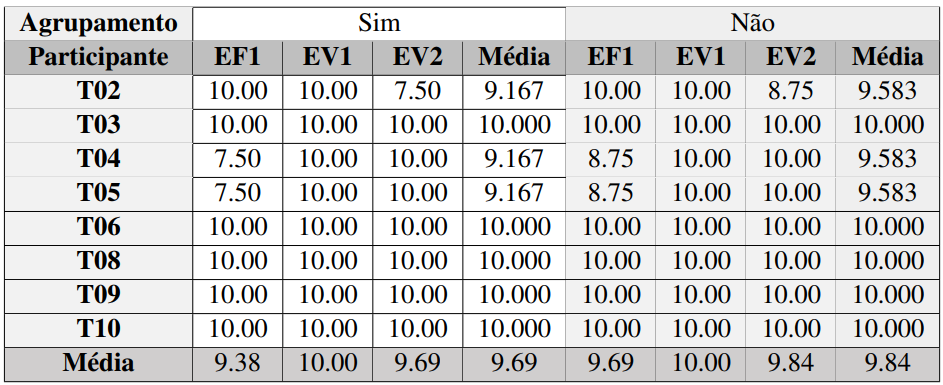 Agrupamento Sim Não
Participante EF1 EV1 EV2 Média EF1 EV1 EV2 Média
T02 10.00 10.00 7.50 9.167 10.00 10.00 8.75 9.583
T03 10.00 10.00 10.00 10.000 10.00 10.00 10.00 10.000
T04 7.50 10.00 10.00 9.167 8.75 10.00 10.00 9.583
T05 7.50 10.00 10.00 9.167 8.75 10.00 10.00 9.583
T06 10.00 10.00 10.00 10.000 10.00 10.00 10.00 10.000
T08 10.00 10.00 10.00 10.000 10.00 10.00 10.00 10.000
T09 10.00 10.00 10.00 10.000 10.00 10.00 10.00 10.000
T10 10.00 10.00 10.00 10.000 10.00 10.00 10.00 10.000
Média 9.38 10.00 9.69 9.69 9.69 10.00 9.84 9.84